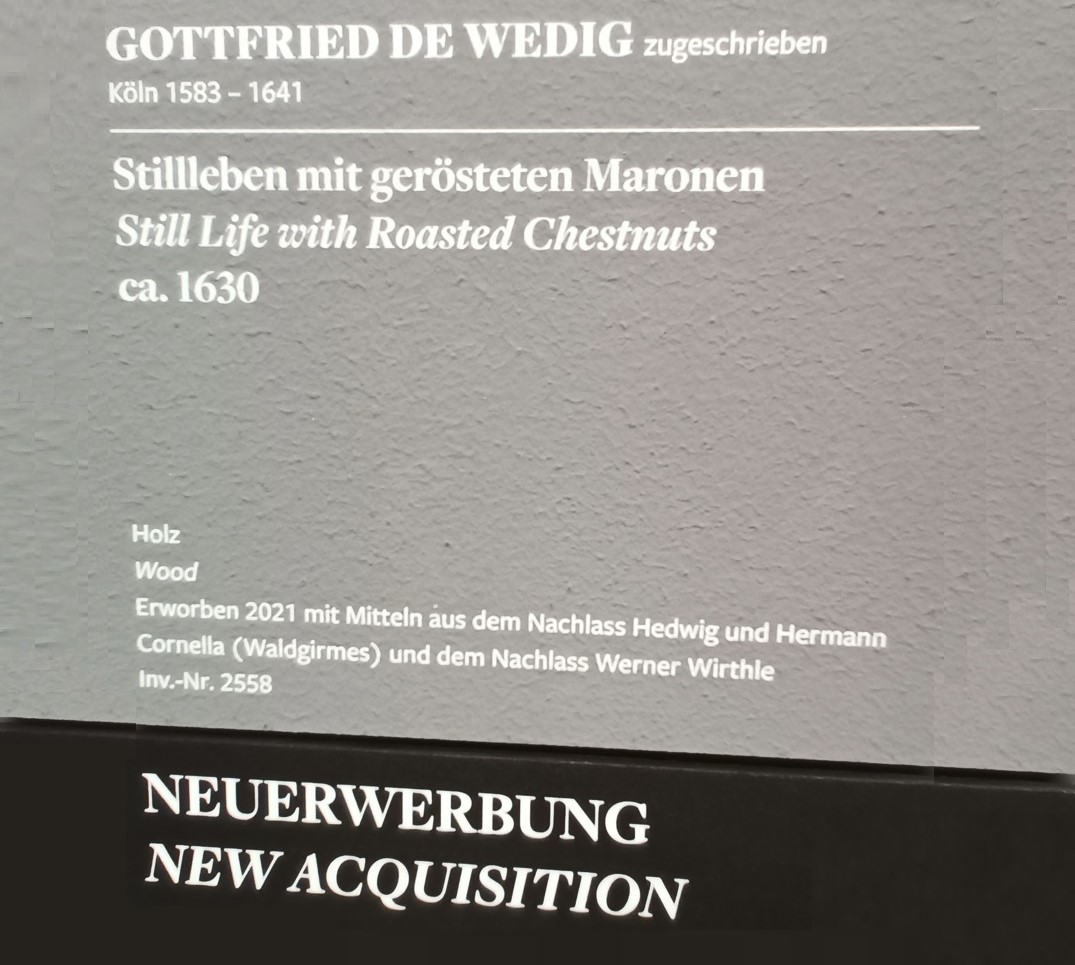 GOTTFRIED DE WEDIG zugeschrieben
Köln 1583 – 1641
Stillleben mit gerösteten Maronen
Still Life with Roasted Chestnuts
ca. 1630
Holz
Wood
Erworben 2021 mit Mitteln aus dem Nachlass Hedwig und Hermann
Cornella (Waldgirmes) und dem Nachlass Werner Wirthle
Inv.-Nr. 2558
NEUERWERBUNG
NEW ACQUISITION